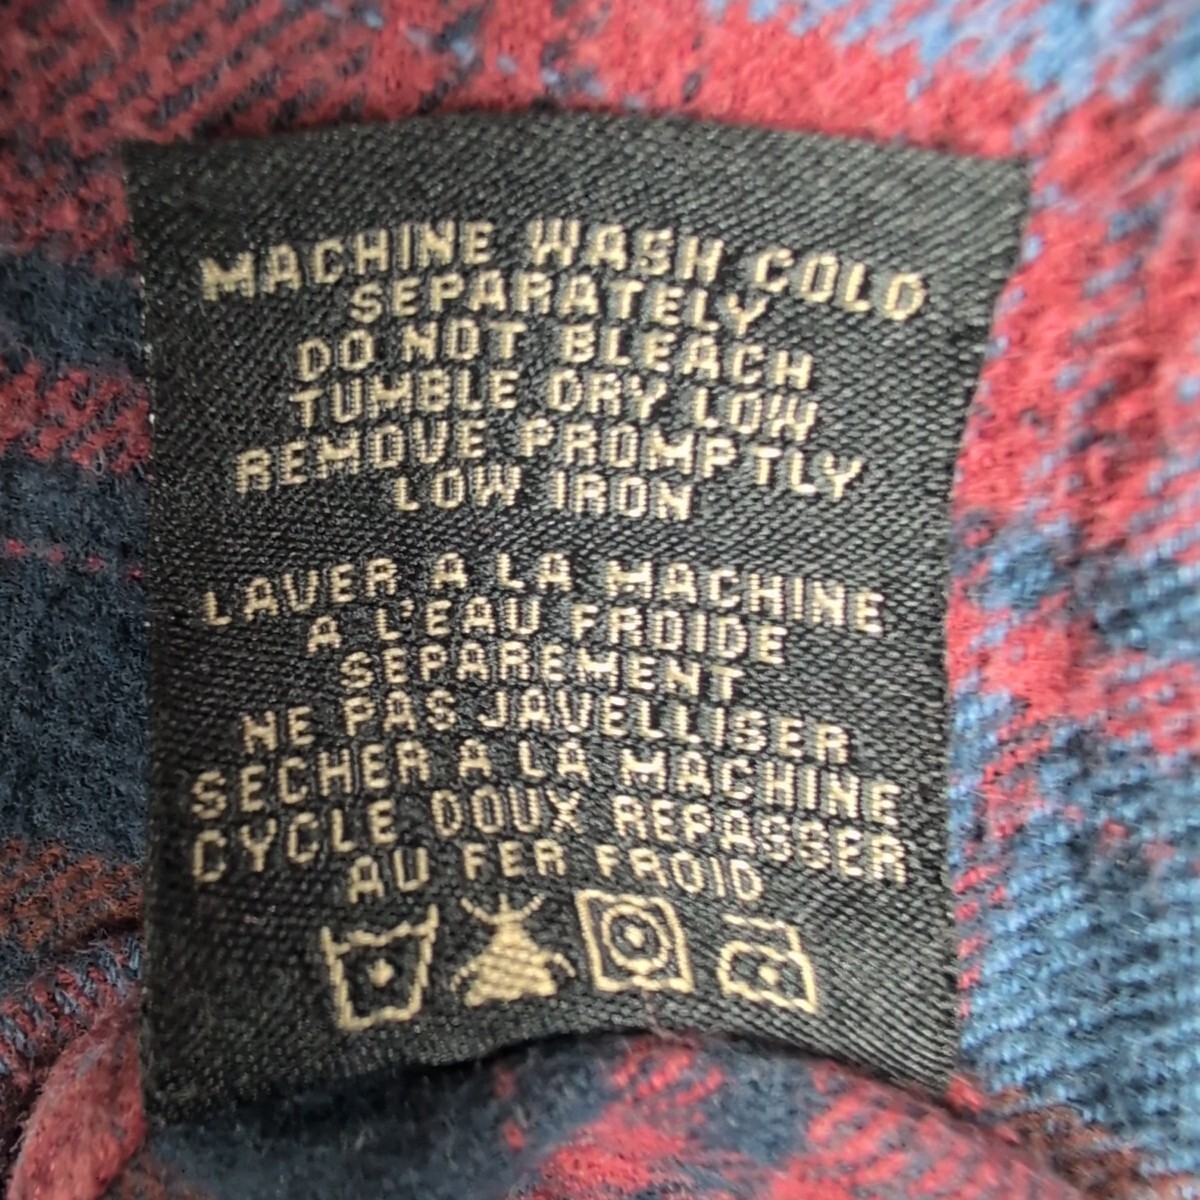 MACHINE WASH COLD
SEPARATELY
DO NOT BLEACH
TUMBLE DRY LOW
REMOVE PROMPTLY
LOW IRON
LAVER A LA MACHINE
A L'EAU FROIDE
SEPAREMENT
NE PAS JAVELLISER
SECHER A LA MACHINE
CYCLE DOUX REPASSER
AU FER FROID